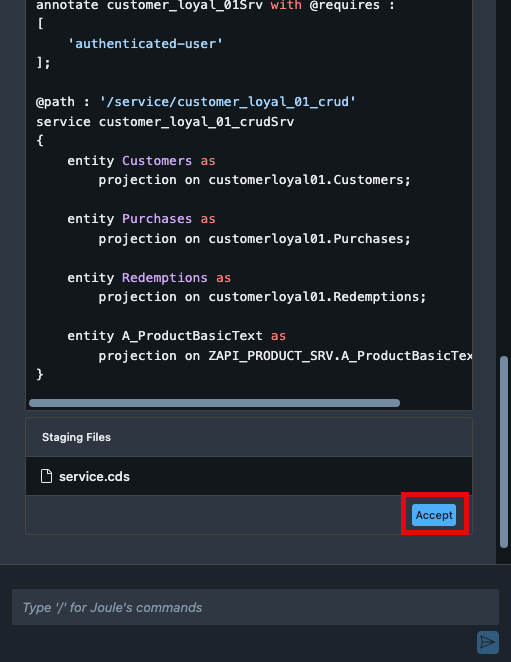 annotate customer_loyal_01Srv with @requires :
[
    'authenticated-user'
];
@path : '/service/customer_loyal_01_crud'
service customer_loyal_01_crudSrv
{
    entity Customers as
        projection on customerloyal01.Customers;
    entity Purchases as
        projection on customerloyal01.Purchases;
    entity Redemptions as
        projection on customerloyal01.Redemptions;
    entity A_ProductBasicText as
        projection on ZAPI_PRODUCT_SRV.A_ProductBasicTex
}
Staging Files
service.cds
Accept
Type '/' for Joule's commands